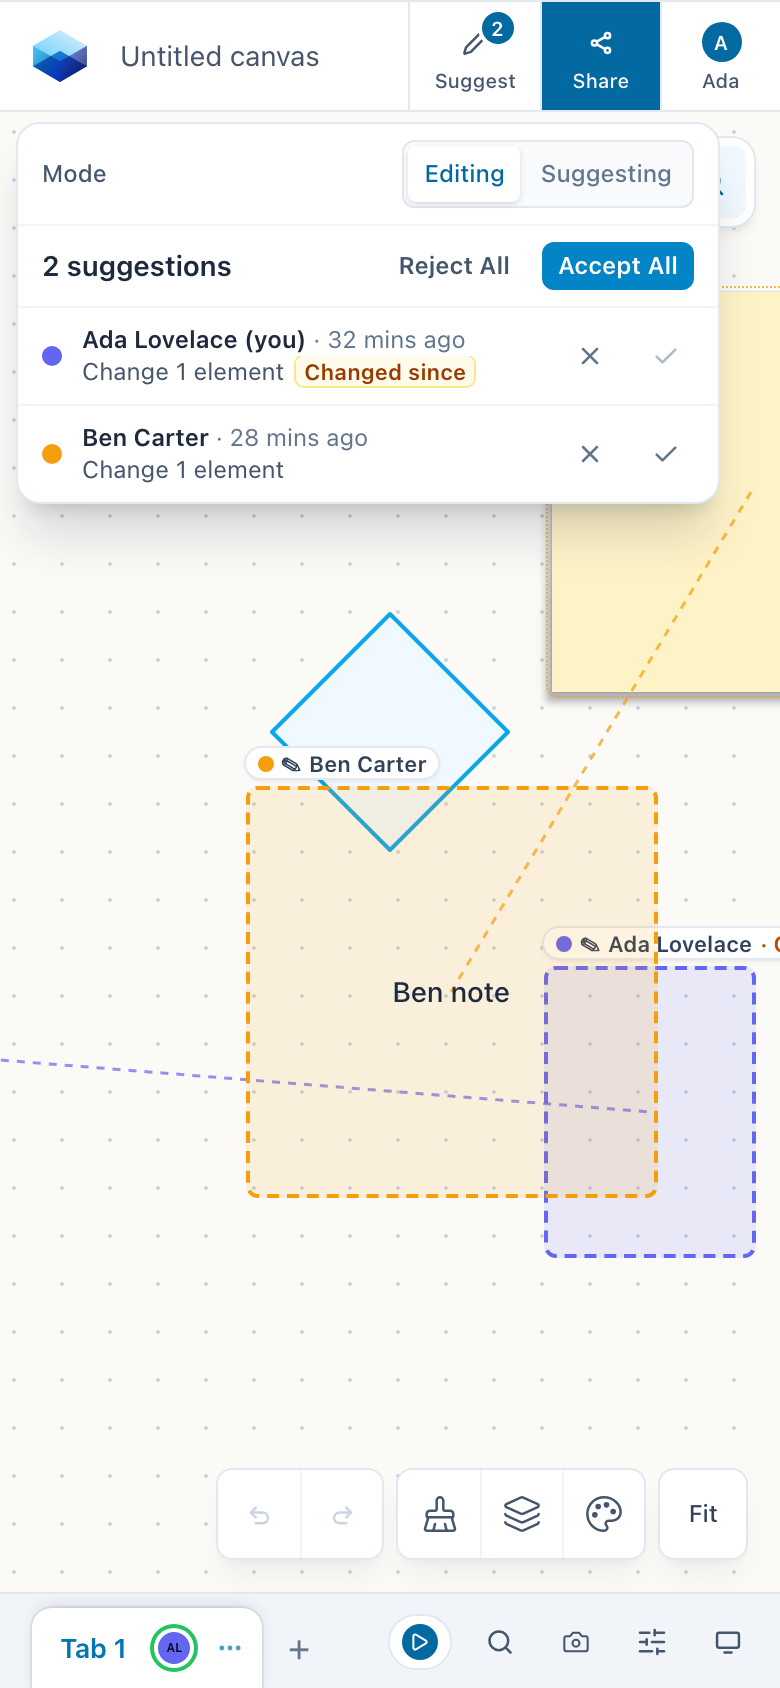 Untitled canvas
2
Suggest
Share
A
Ada
Mode
Editing
Suggesting
2 suggestions
Reject All
Accept All
Ada Lovelace (you) · 32 mins ago
Change 1 element
Changed since
Ben Carter · 28 mins ago
Change 1 element
Ben Carter
Ada Lovelace ·
Ben note
Fit
Tab 1
AL